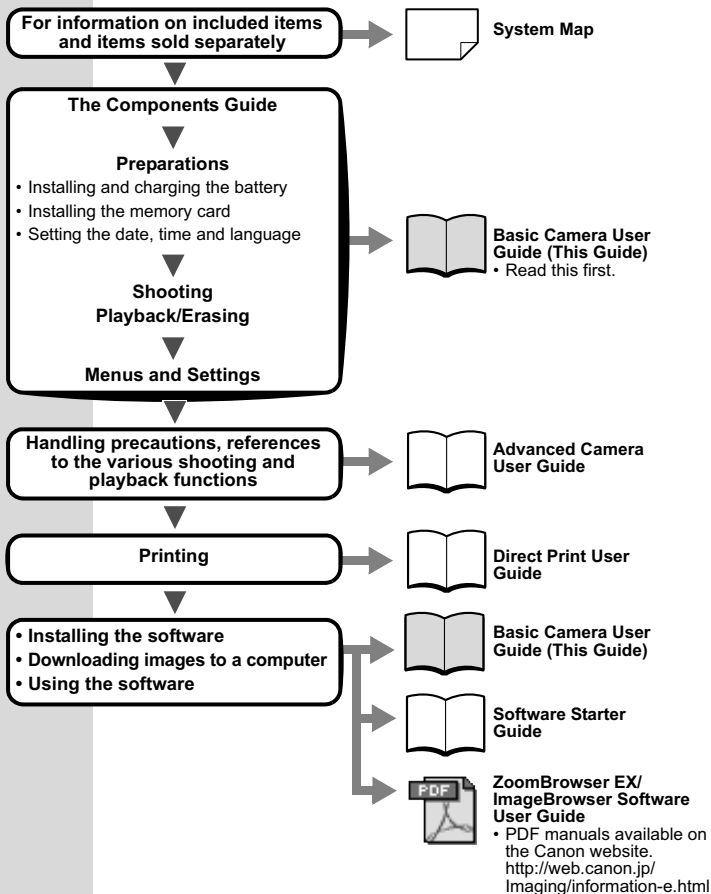 For information on included items
and items sold separately
System Map
The Components Guide
Preparations
• Installing and charging the battery
• Installing the memory card
• Setting the date, time and language
Shooting
Playback/Erasing
Menus and Settings
Basic Camera User
Guide (This Guide)
• Read this first.
Handling precautions, references
to the various shooting and
playback functions
Advanced Camera
User Guide
Printing
Direct Print User
Guide
• Installing the software
• Downloading images to a computer
• Using the software
Basic Camera User
Guide (This Guide)
Software Starter
Guide
PDF
ZoomBrowser EX/
ImageBrowser Software
User Guide
• PDF manuals available on
the Canon website.
http://web.canon.jp/
Imaging/information-e.html